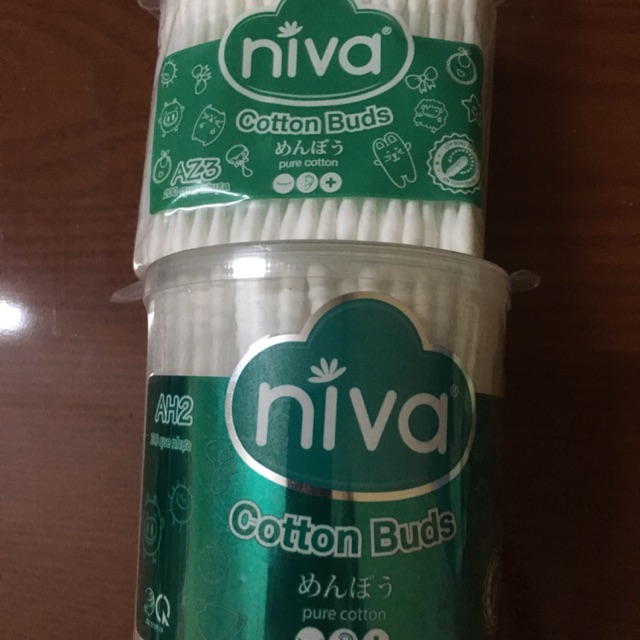 niva®
Cotton Buds
めんぼう
pure cotton
AZ3
niva®
AH2
Cotton Buds
めんぼう
pure cotton